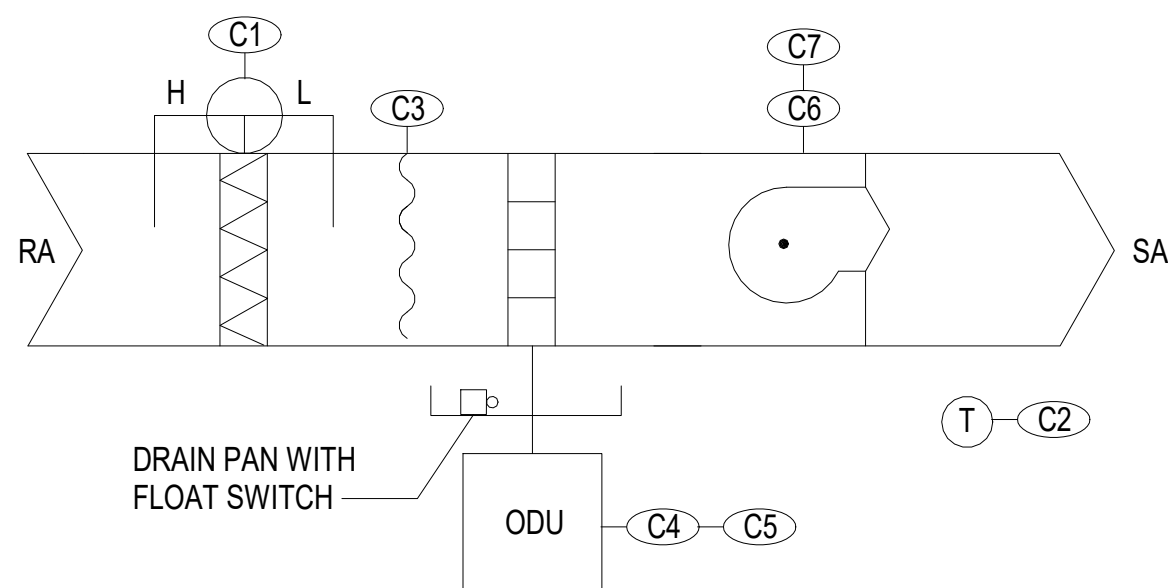 C1
C7
H
L
C3
C6
RA
SA
T
C2
DRAIN PAN WITH
FLOAT SWITCH
ODU
C4
C5